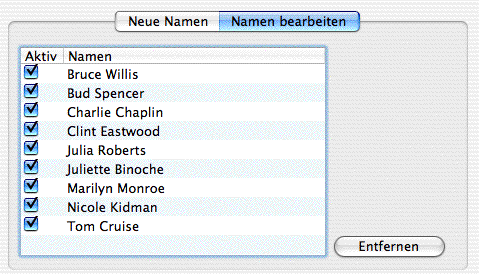 Neue Namen Namen bearbeiten
Aktiv Namen
Bruce Willis
Bud Spencer
Charlie Chaplin
Clint Eastwood
Julia Roberts
Juliette Binoche
Marilyn Monroe
Nicole Kidman
Tom Cruise
Entfernen